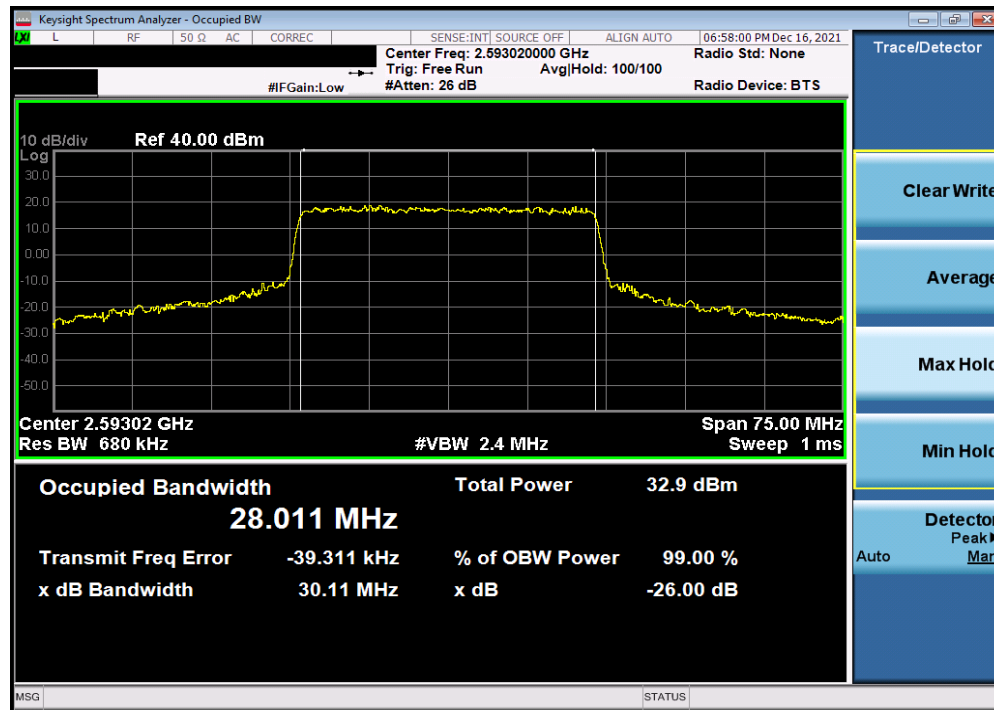 Keysight Spectrum Analyzer - Occupied BW
LXI L RF 50 Ω AC CORREC SENSE:INT SOURCE OFF ALIGN AUTO 06:58:00 PM Dec 16, 2021
Center Freq: 2.593020000 GHz Radio Std: None
Trig: Free Run Avg|Hold: 100/100
#IFGain:Low #Atten: 26 dB Radio Device: BTS
10 dB/div Ref 40.00 dBm
Log
30.0
20.0
10.0
0.00
-10.0
-20.0
-30.0
-40.0
-50.0
Center 2.59302 GHz Span 75.00 MHz
Res BW 680 kHz #VBW 2.4 MHz Sweep 1 ms
Occupied Bandwidth Total Power 32.9 dBm
28.011 MHz
Transmit Freq Error -39.311 kHz % of OBW Power 99.00 %
x dB Bandwidth 30.11 MHz x dB -26.00 dB
MSG STATUS
Trace/Detector
Clear Write
Average
Max Hold
Min Hold
Detector
Peak
Auto Man